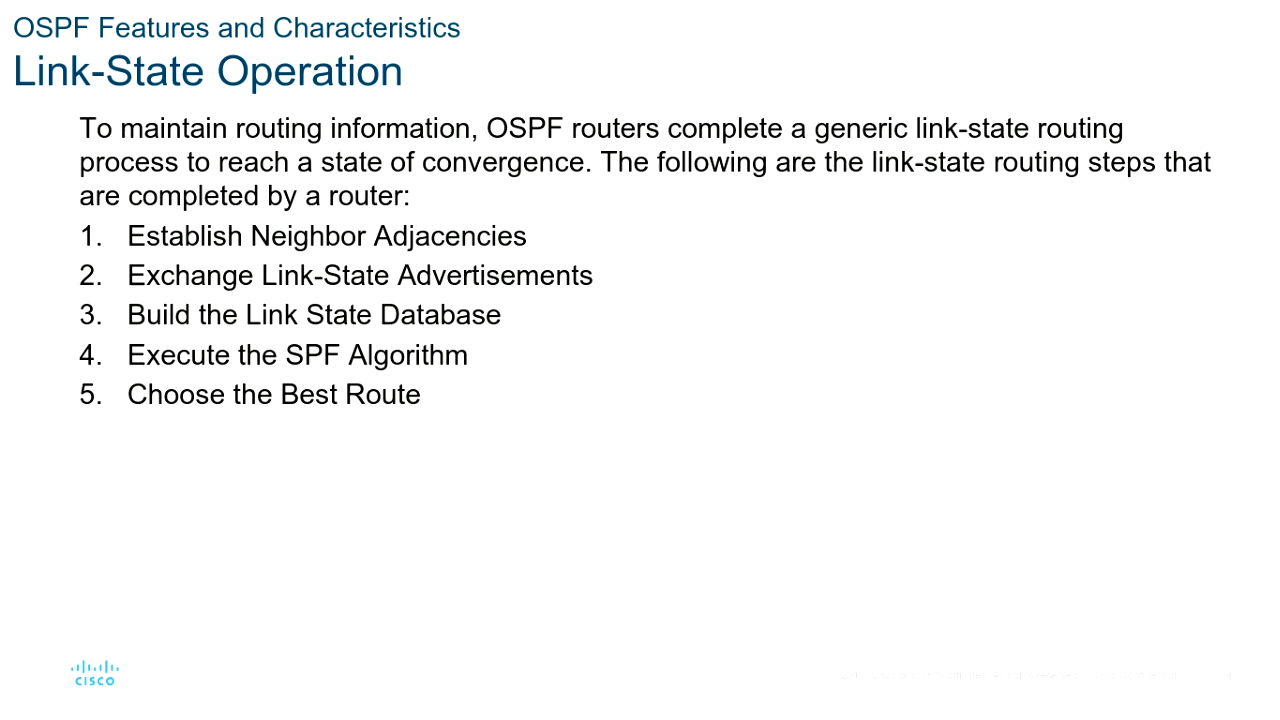 OSPF Features and Characteristics
Link-State Operation
To maintain routing information, OSPF routers complete a generic link-state routing
process to reach a state of convergence. The following are the link-state routing steps that
are completed by a router:
1. Establish Neighbor Adjacencies
2. Exchange Link-State Advertisements
3. Build the Link State Database
4. Execute the SPF Algorithm
5. Choose the Best Route
CISCO